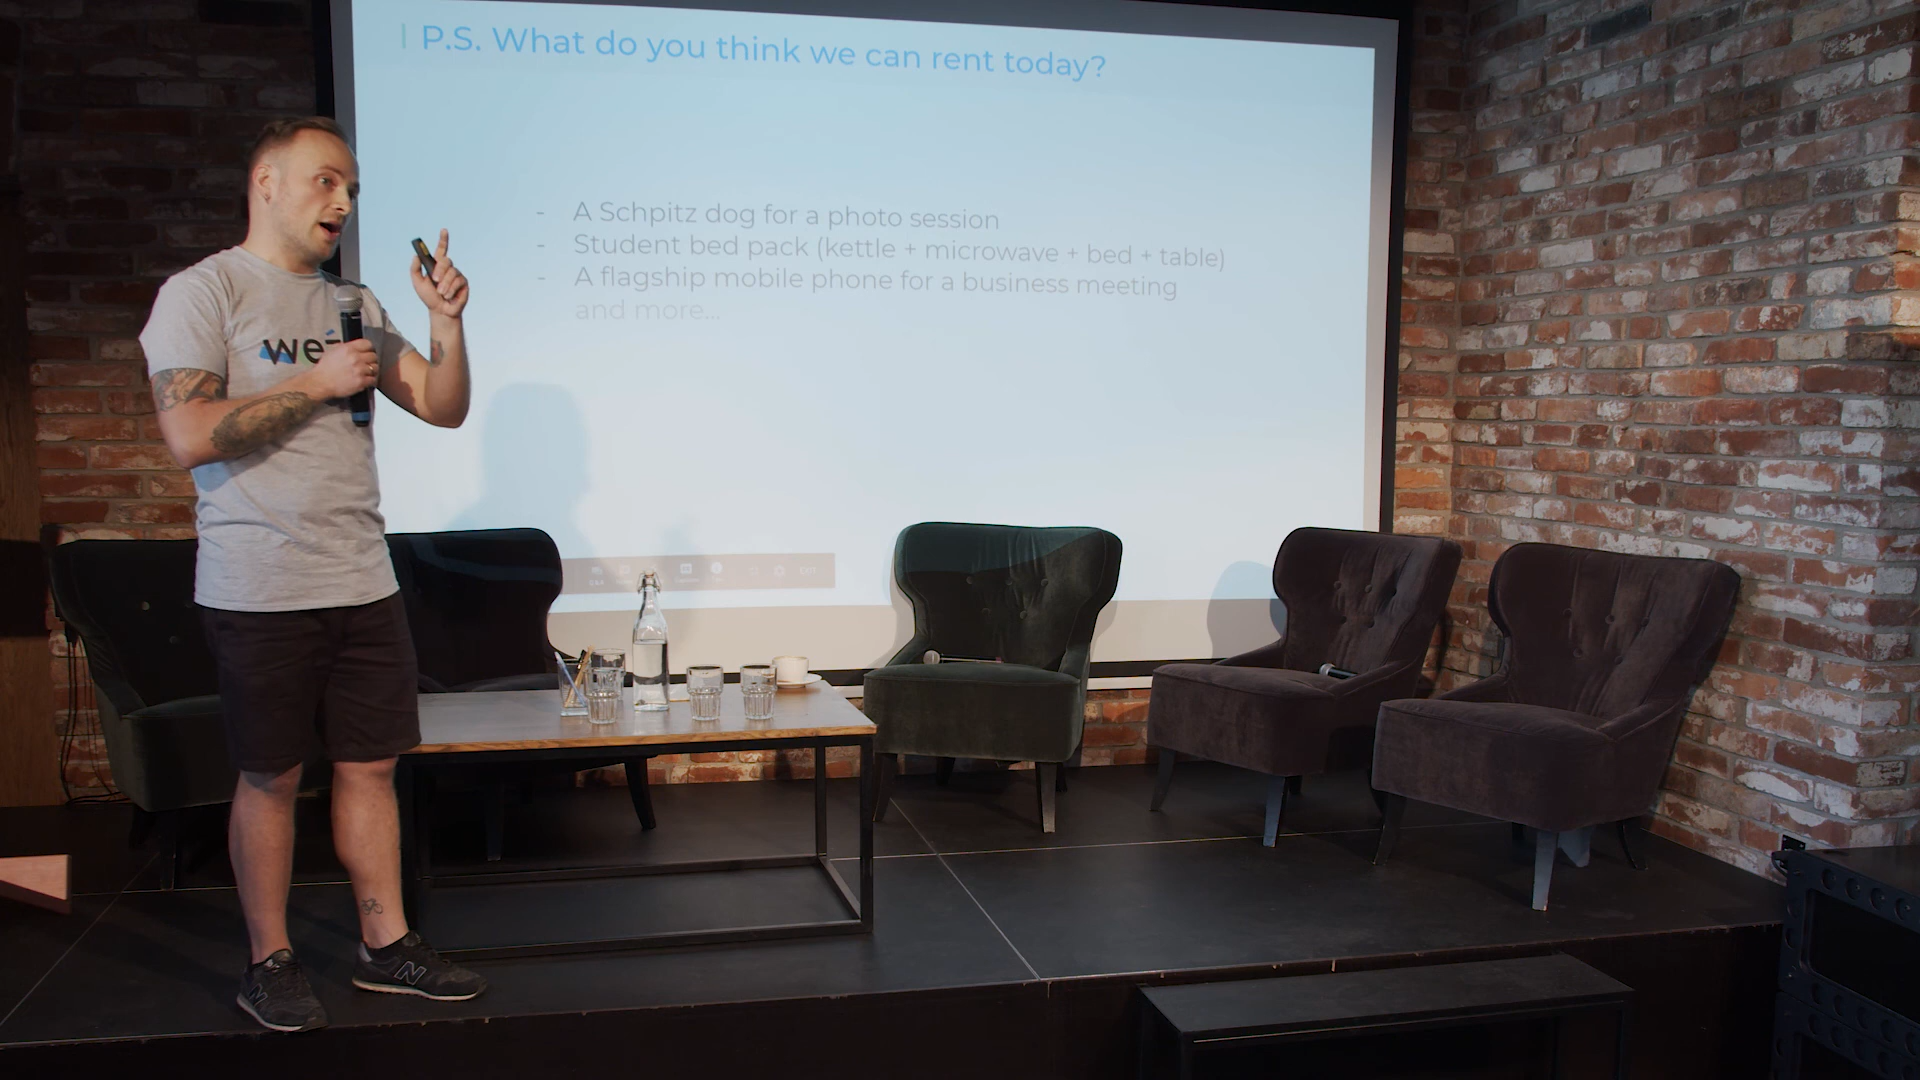 P.S. What do you think we can rent today?
- A Schpitz dog for a photo session
- Student bed pack (kettle + microwave + bed + table)
- A flagship mobile phone for a business meeting
and more...
we
EXIT
N
N